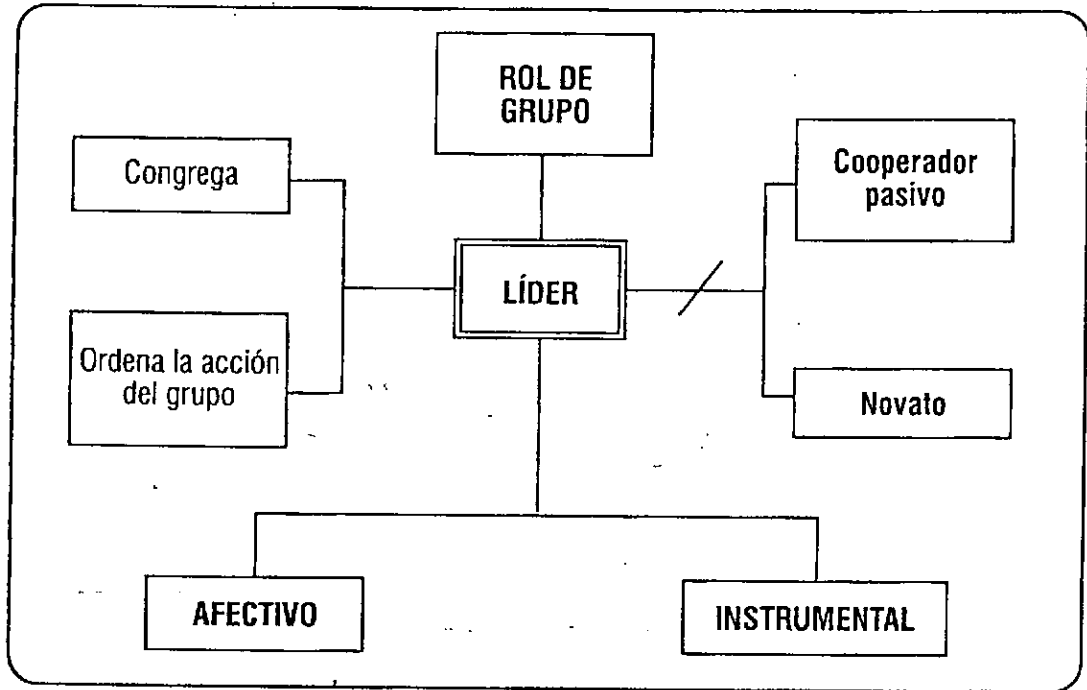 ROL DE
GRUPO
Congrega
Cooperador
pasivo
LÍDER
Ordena la acción
del grupo
Novato
AFECTIVO
INSTRUMENTAL